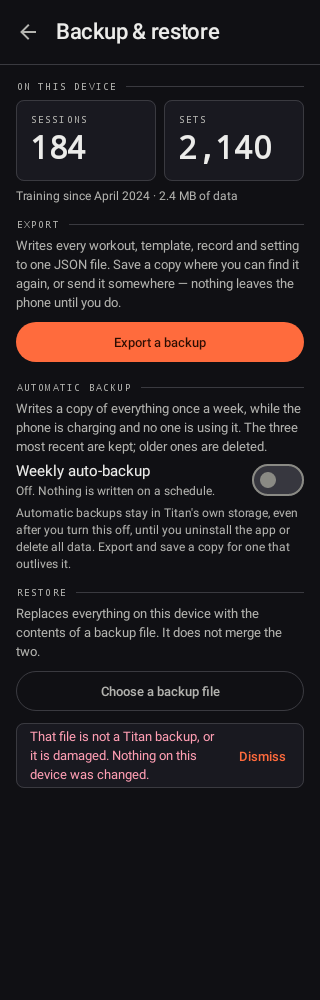 Backup & restore
ON THIS DEVICE
SESSIONS
184
SETS
2,140
Training since April 2024 · 2.4 MB of data
EXPORT
Writes every workout, template, record and setting
to one JSON file. Save a copy where you can find it
again, or send it somewhere — nothing leaves the
phone until you do.
Export a backup
AUTOMATIC BACKUP
Writes a copy of everything once a week, while the
phone is charging and no one is using it. The three
most recent are kept; older ones are deleted.
Weekly auto-backup
Off. Nothing is written on a schedule.
Automatic backups stay in Titan's own storage, even
after you turn this off, until you uninstall the app or
delete all data. Export and save a copy for one that
outlives it.
RESTORE
Replaces everything on this device with the
contents of a backup file. It does not merge the
two.
Choose a backup file
That file is not a Titan backup, or
it is damaged. Nothing on this
device was changed.
Dismiss